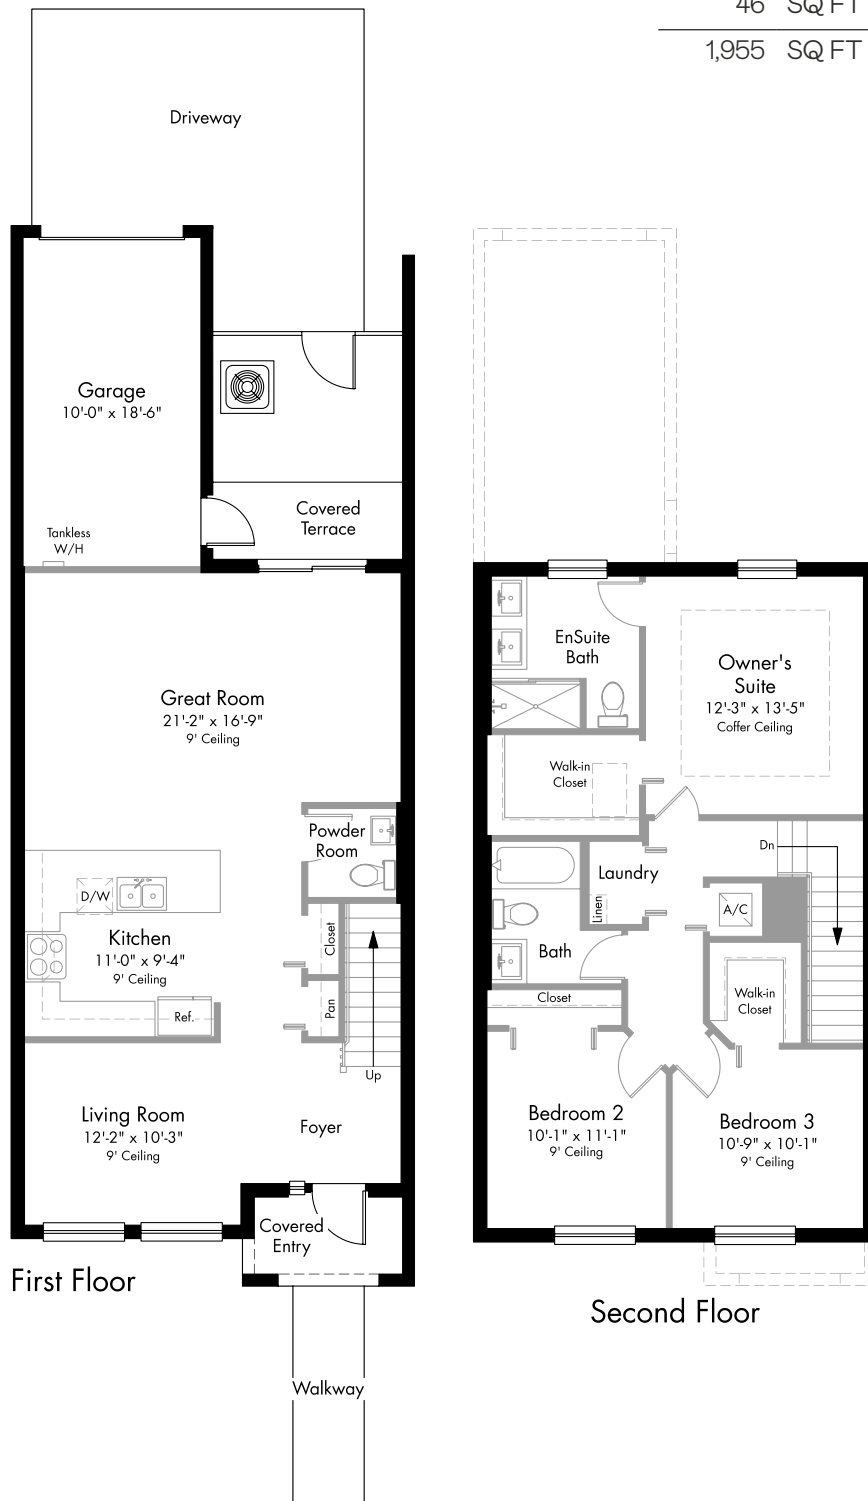 46 SQ FT
1,955 SQ FT
Driveway
Garage
10'-0" x 18'-6"
Tankless
W/H
Covered
Terrace
Great Room
21'-2" x 16'-9"
9' Ceiling
Powder
Room
D/W
Kitchen
11'-0" x 9'-4"
9' Ceiling
Closet
Pan
Ref.
Up
Living Room
12'-2" x 10'-3"
9' Ceiling
Foyer
Covered
Entry
First Floor
Walkway
EnSuite
Bath
Owner's
Suite
12'-3" x 13'-5"
Coffer Ceiling
Walk-in
Closet
Dn
Laundry
Linen
A/C
Bath
Closet
Walk-in
Closet
Bedroom 2
10'-1" x 11'-1"
9' Ceiling
Bedroom 3
10'-9" x 10'-1"
9' Ceiling
Second Floor